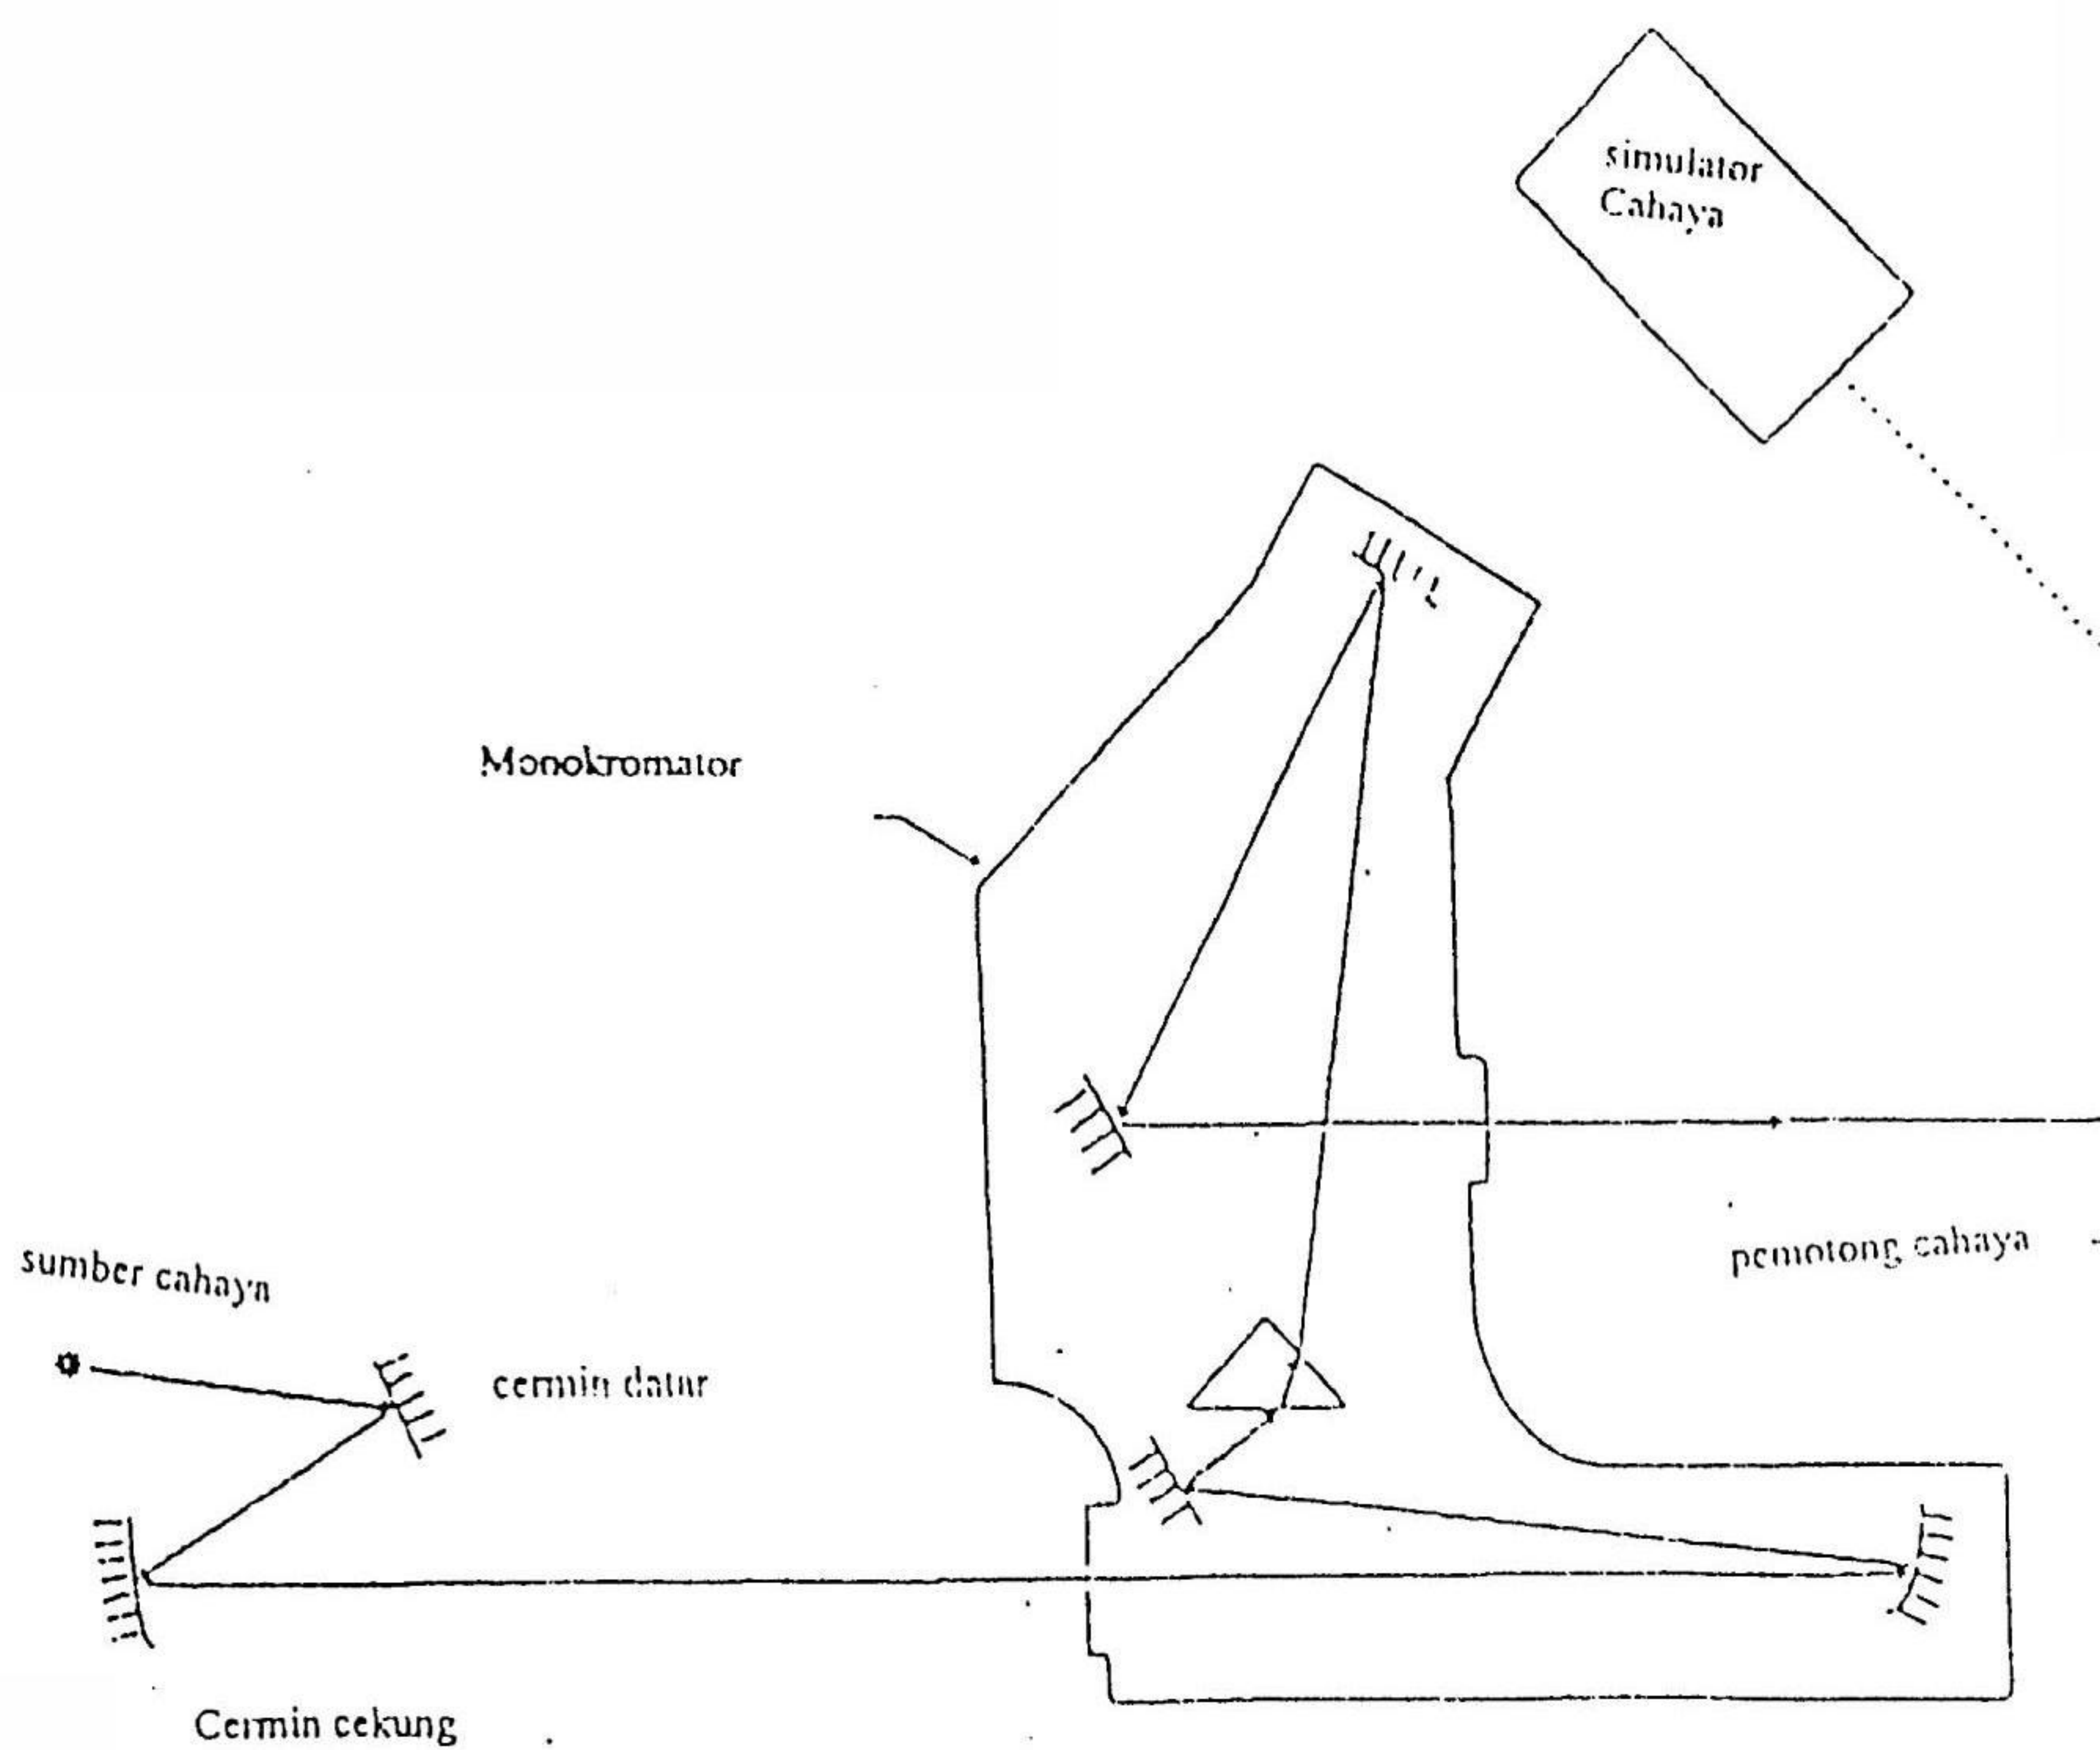 simulator
Cahaya
Monokromator
pemotong cahaya
sumber cahaya
cermin datar
Cermin cekung